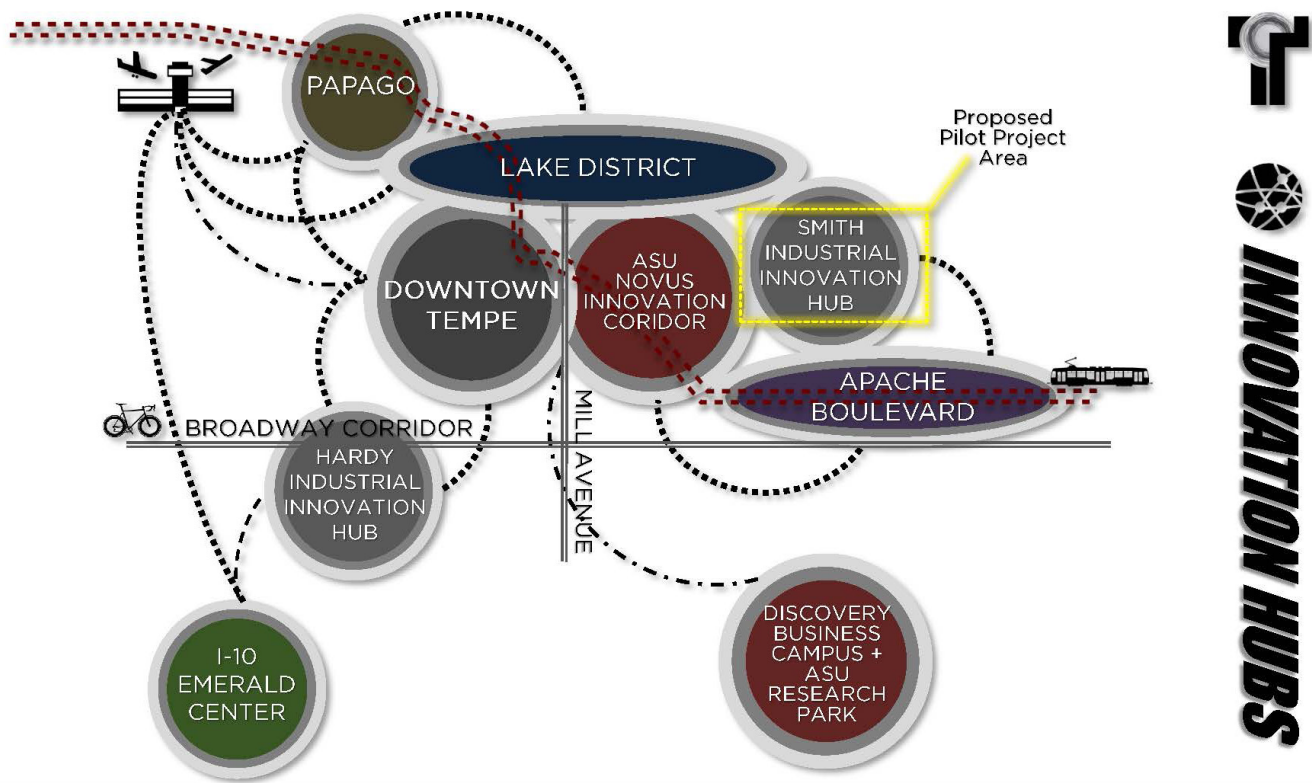 PAPAGO
LAKE DISTRICT
Proposed
Pilot Project
Area
SMITH
INDUSTRIAL
INNOVATION
HUB
ASU
NOVUS
INNOVATION
CORIDOR
DOWNTOWN
TEMPE
APACHE
BOULEVARD
BROADWAY CORRIDOR
MILL AVENUE
HARDY
INDUSTRIAL
INNOVATION
HUB
I-10
EMERALD
CENTER
DISCOVERY
BUSINESS
CAMPUS +
ASU
RESEARCH
PARK
T
INNOVATION HUBS